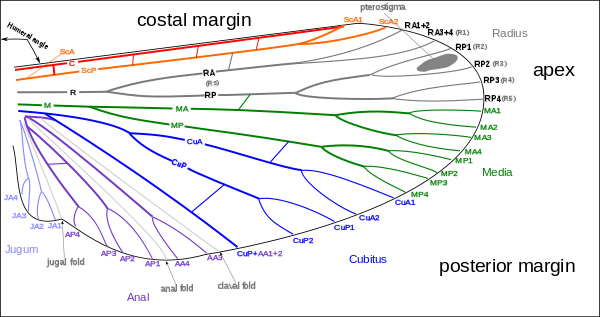 costal margin
pterostigma
Humeral angle
ScA1
ScA2
RA1+2
RA3+4 (R1)
Radius
RP1 (R2)
RP2 (R3)
apex
RP3 (R4)
RP4 (R5)
ScA
C
ScP
R
RA
(RS)
RP
M
MA
MP
MA1
MA2
MA3
MA4
MP1
MP2
MP3
MP4
Media
CuA
CuP
CuA1
CuA2
CuP1
CuP2
Cubitus
CuP+AA1+2
JA4
JA3
JA2
JA1
Jugum
AP4
AP3
AP2
AP1
AA4
AA3
jugal fold
anal fold
claval fold
Anal
posterior margin